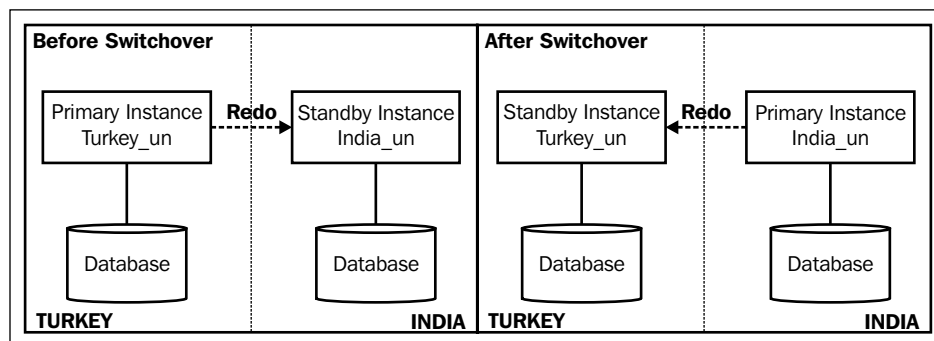 Before Switchover
Primary Instance
Turkey_un
Redo
Standby Instance
India_un
Database
Database
TURKEY
INDIA
After Switchover
Standby Instance
Turkey_un
Redo
Primary Instance
India_un
Database
Database
TURKEY
INDIA